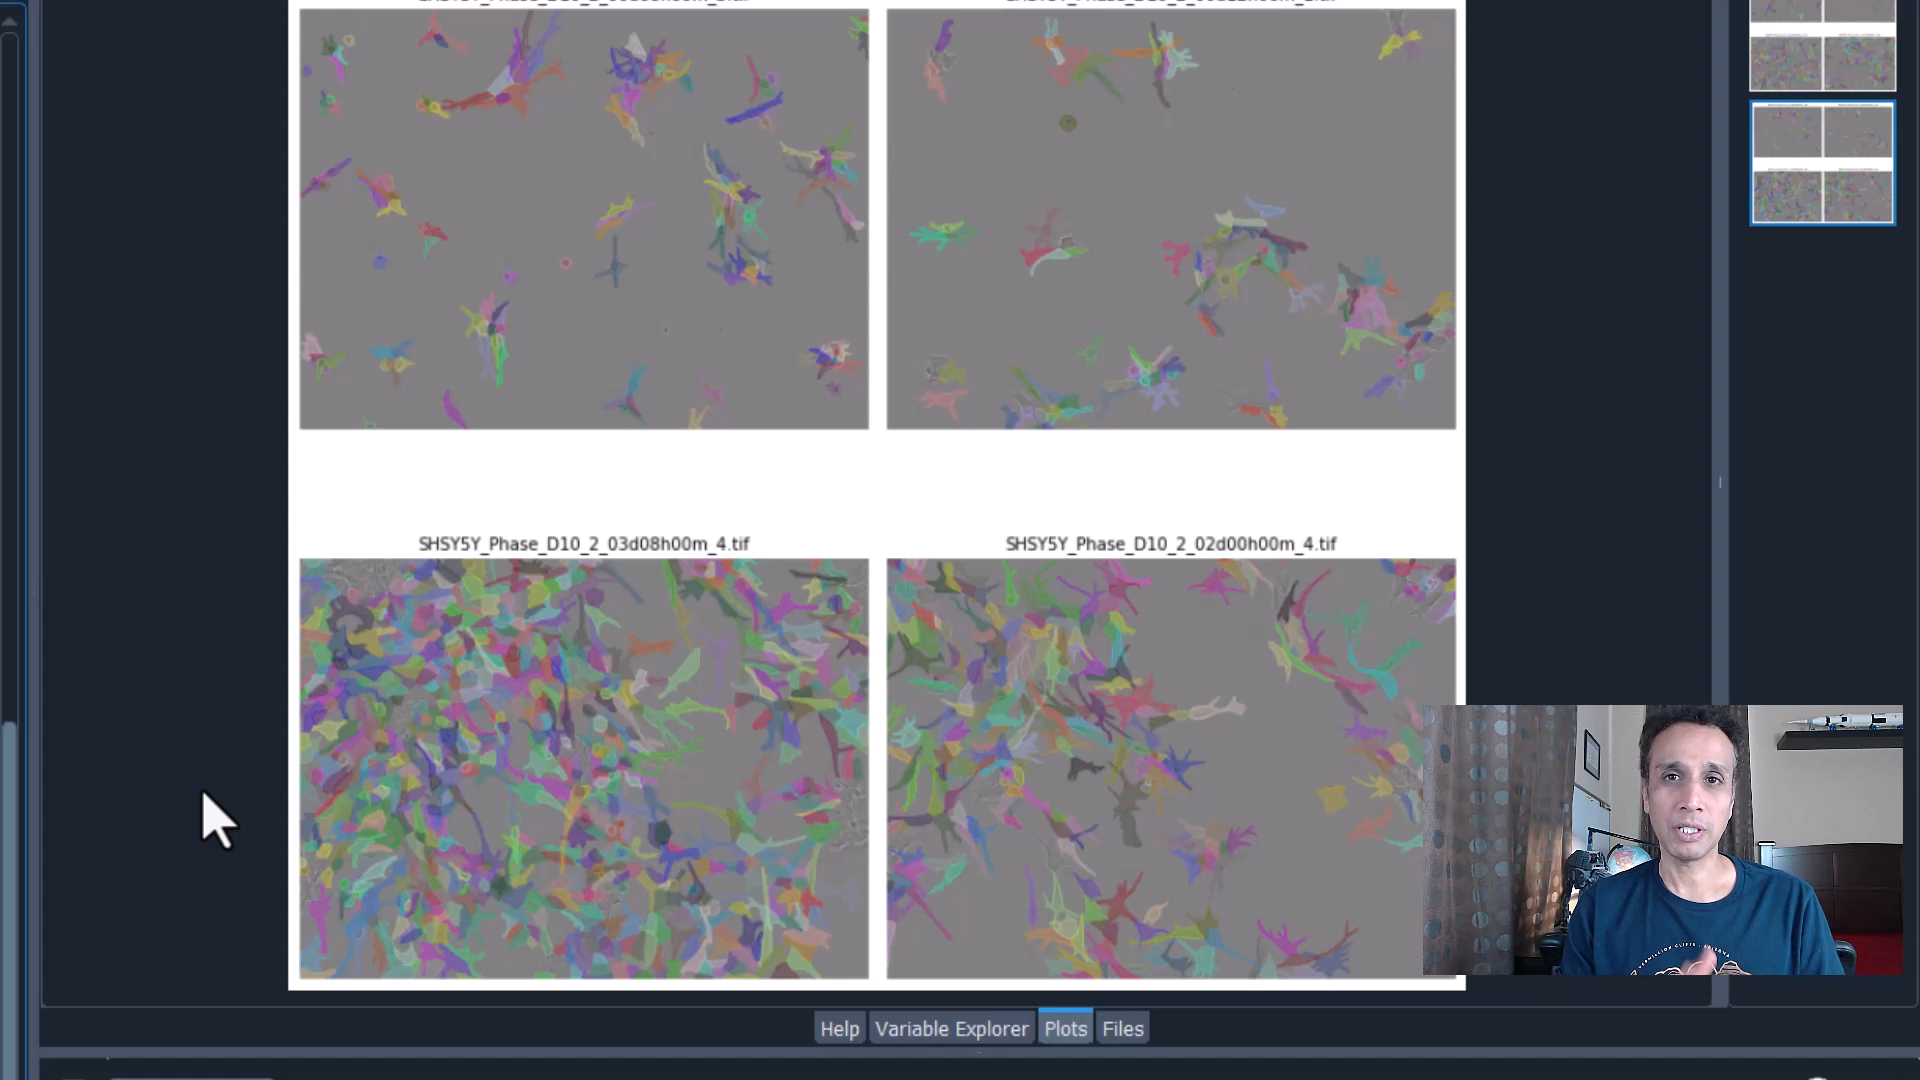 SHSY5Y_Phase_D10_2_03d08h00m_4.tif
SHSY5Y_Phase_D10_2_02d00h00m_4.tif
Help
Variable Explorer
Plots
Files